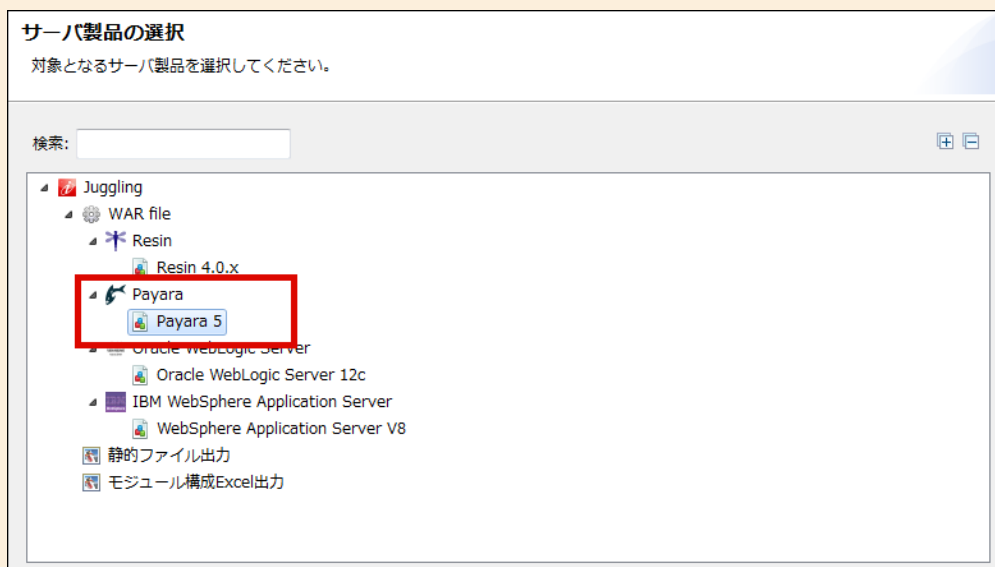 サーバ製品の選択
対象となるサーバ製品を選択してください。
検索:
Juggling
WAR file
Resin
Resin 4.0.x
Payara
Payara 5
Oracle WebLogic Server
Oracle WebLogic Server 12c
IBM WebSphere Application Server
WebSphere Application Server V8
静的ファイル出力
モジュール構成Excel出力